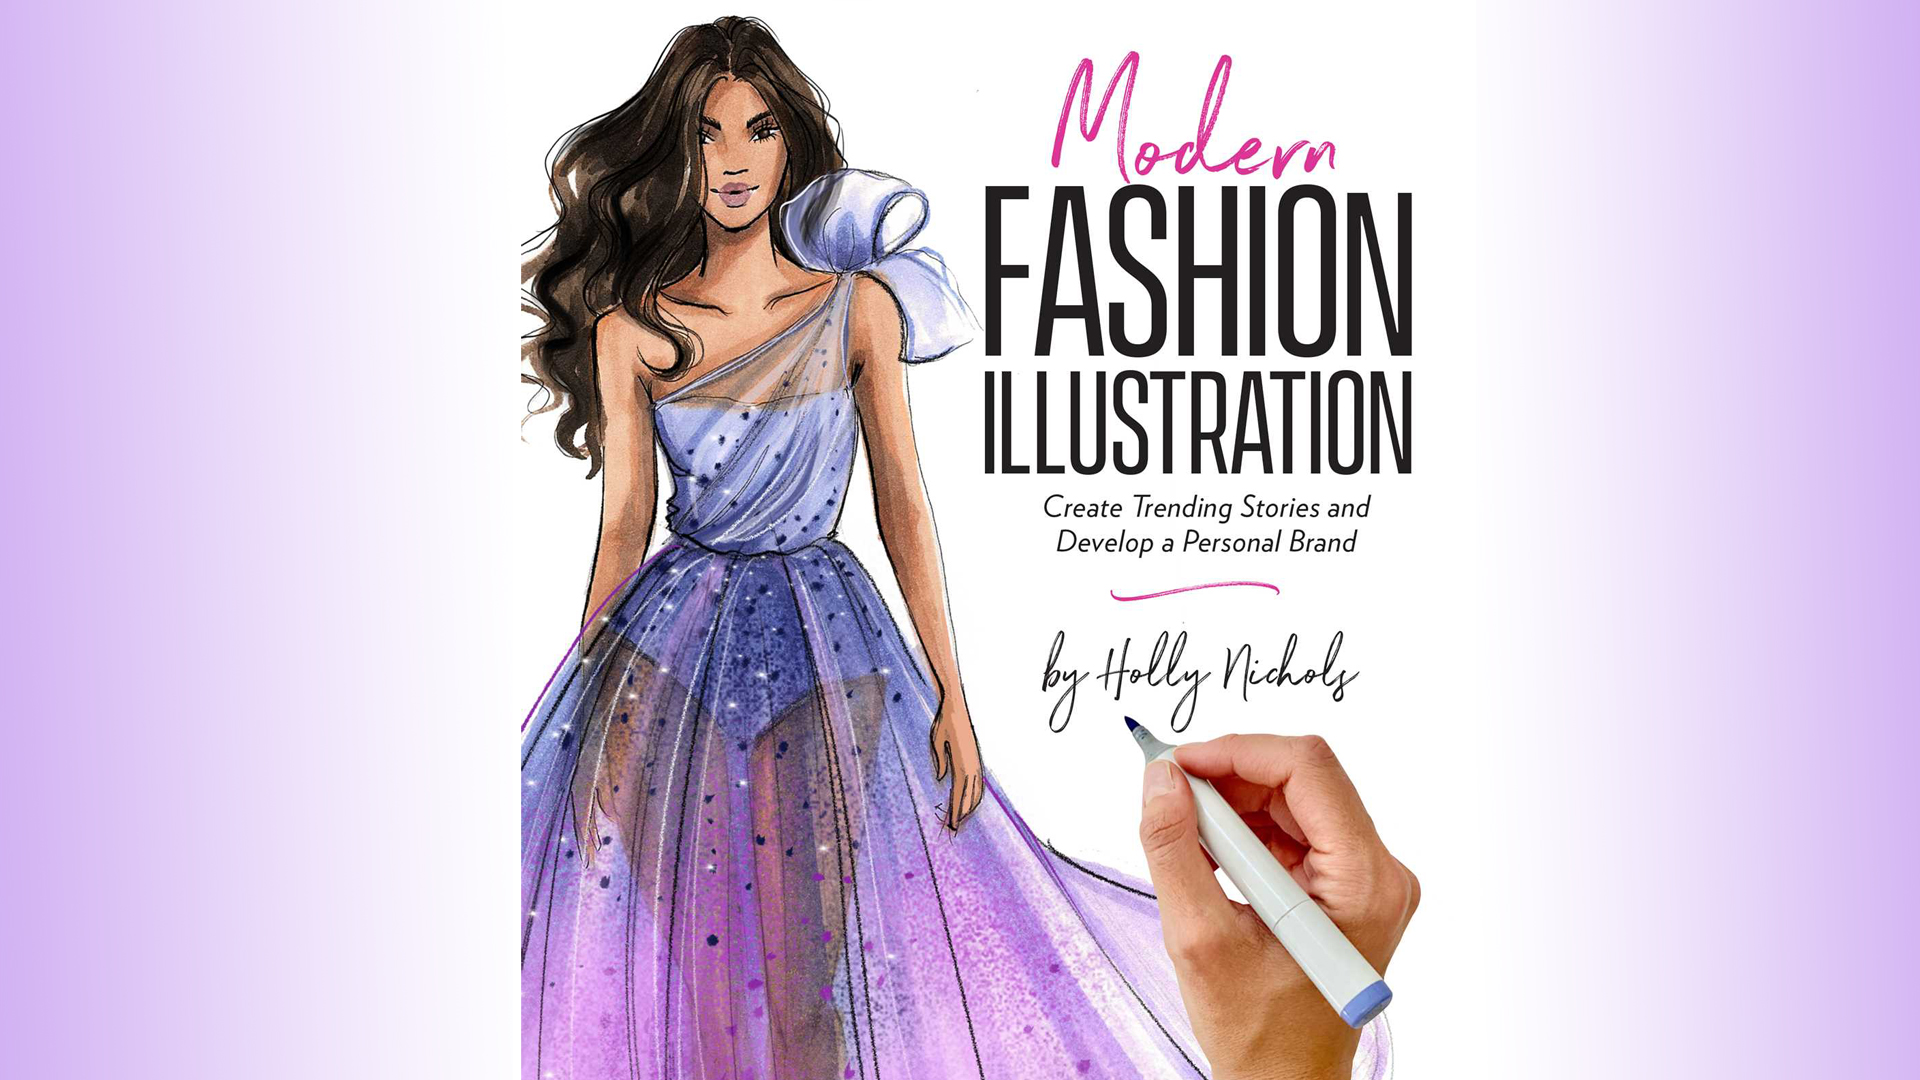 Modern
FASHION
ILLUSTRATION
Create Trending Stories and
Develop a Personal Brand
by Holly Nichols